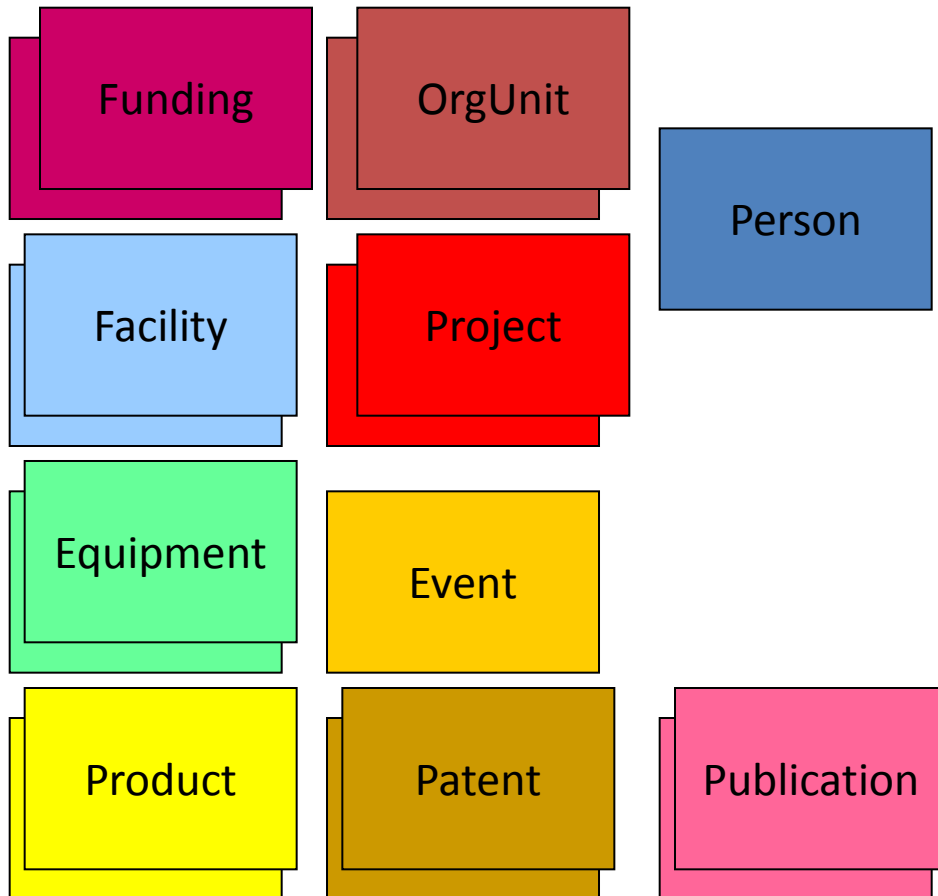 Funding
OrgUnit
Person
Facility
Project
Equipment
Event
Product
Patent
Publication